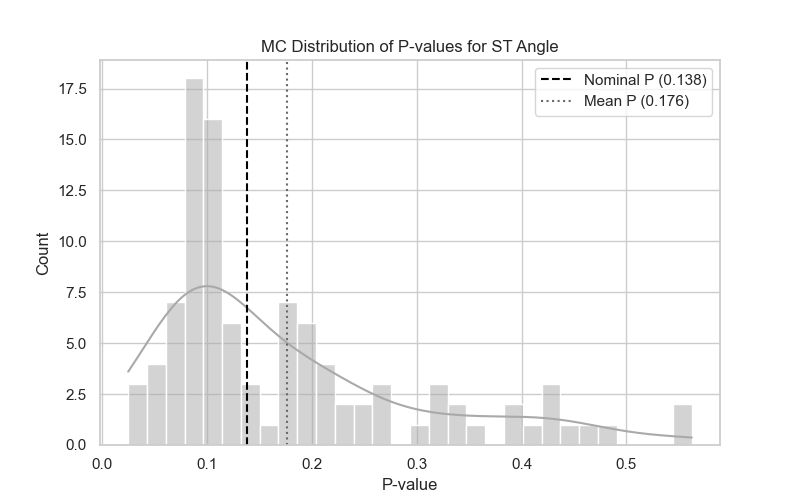 MC Distribution of P-values for ST Angle
Nominal P (0.138)
Mean P (0.176)
17.5
15.0
12.5
10.0
7.5
5.0
2.5
0.0
Count
0.0 0.1 0.2 0.3 0.4 0.5
P-value